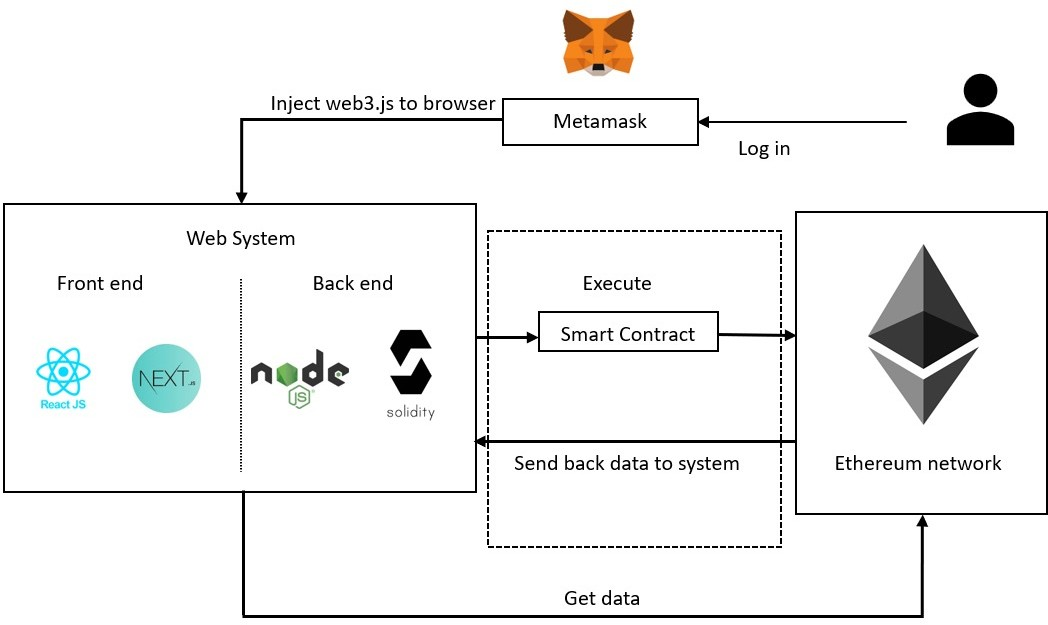 Inject web3.js to browser
Metamask
Log in
Web System
Front end
Back end
Execute
Smart Contract
React JS
NEXT.JS
node
JS
solidity
Send back data to system
Ethereum network
Get data